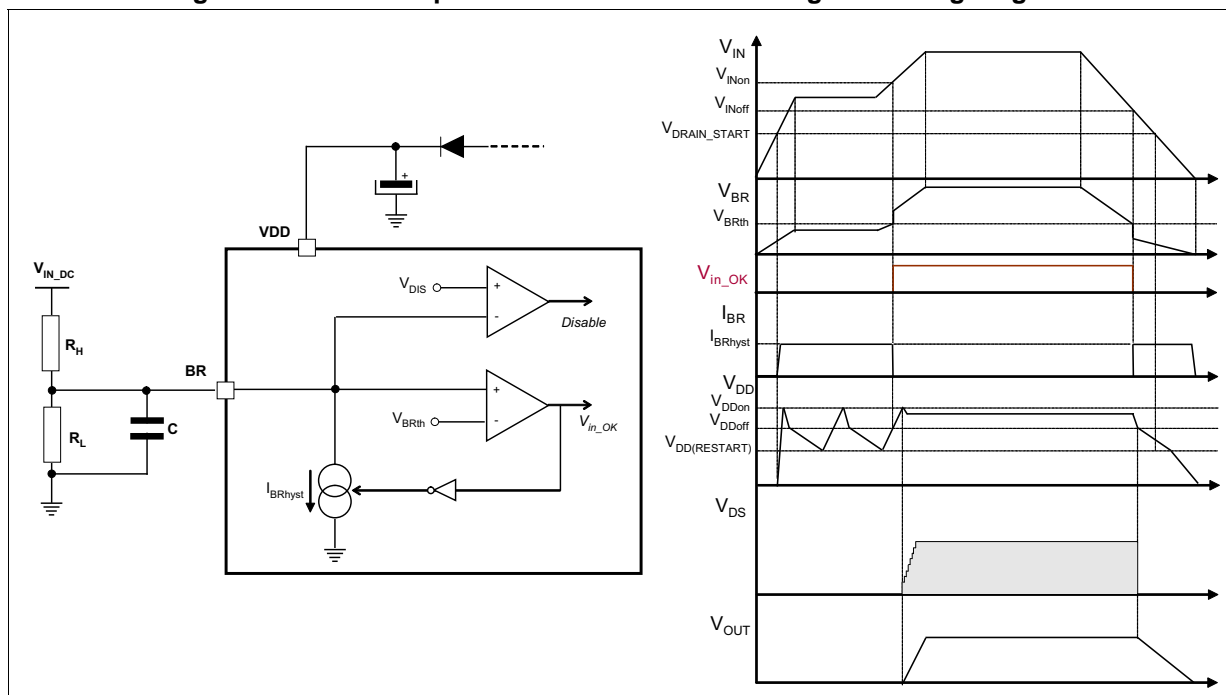 VDD
V_IN_DC
R_H
BR
R_L
C
V_DIS
+
-
Disable
+
-
V_BRth
V_in_OK
I_BRhyst
+
V_IN
V_INon
V_INoff
V_DRAIN_START
V_BR
V_BRth
V_in_OK
I_BR
I_BRhyst
V_DD
V_DDon
V_DDoff
V_DD(RESTART)
V_DS
V_OUT